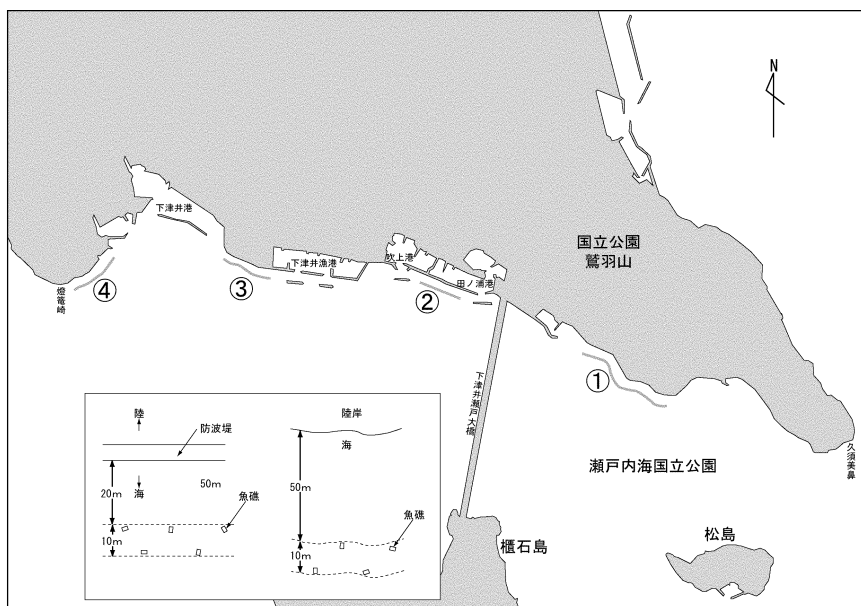 N
下津井港
国立公園
鷲羽山
吹上港
下津井漁港
田ノ浦港
④
③
②
①
燈篭崎
下津井瀬戸大橋
久須美鼻
瀬戸内海国立公園
櫃石島
松島
陸
防波堤
20m
海
50m
魚礁
10m
陸岸
海
50m
魚礁
10m